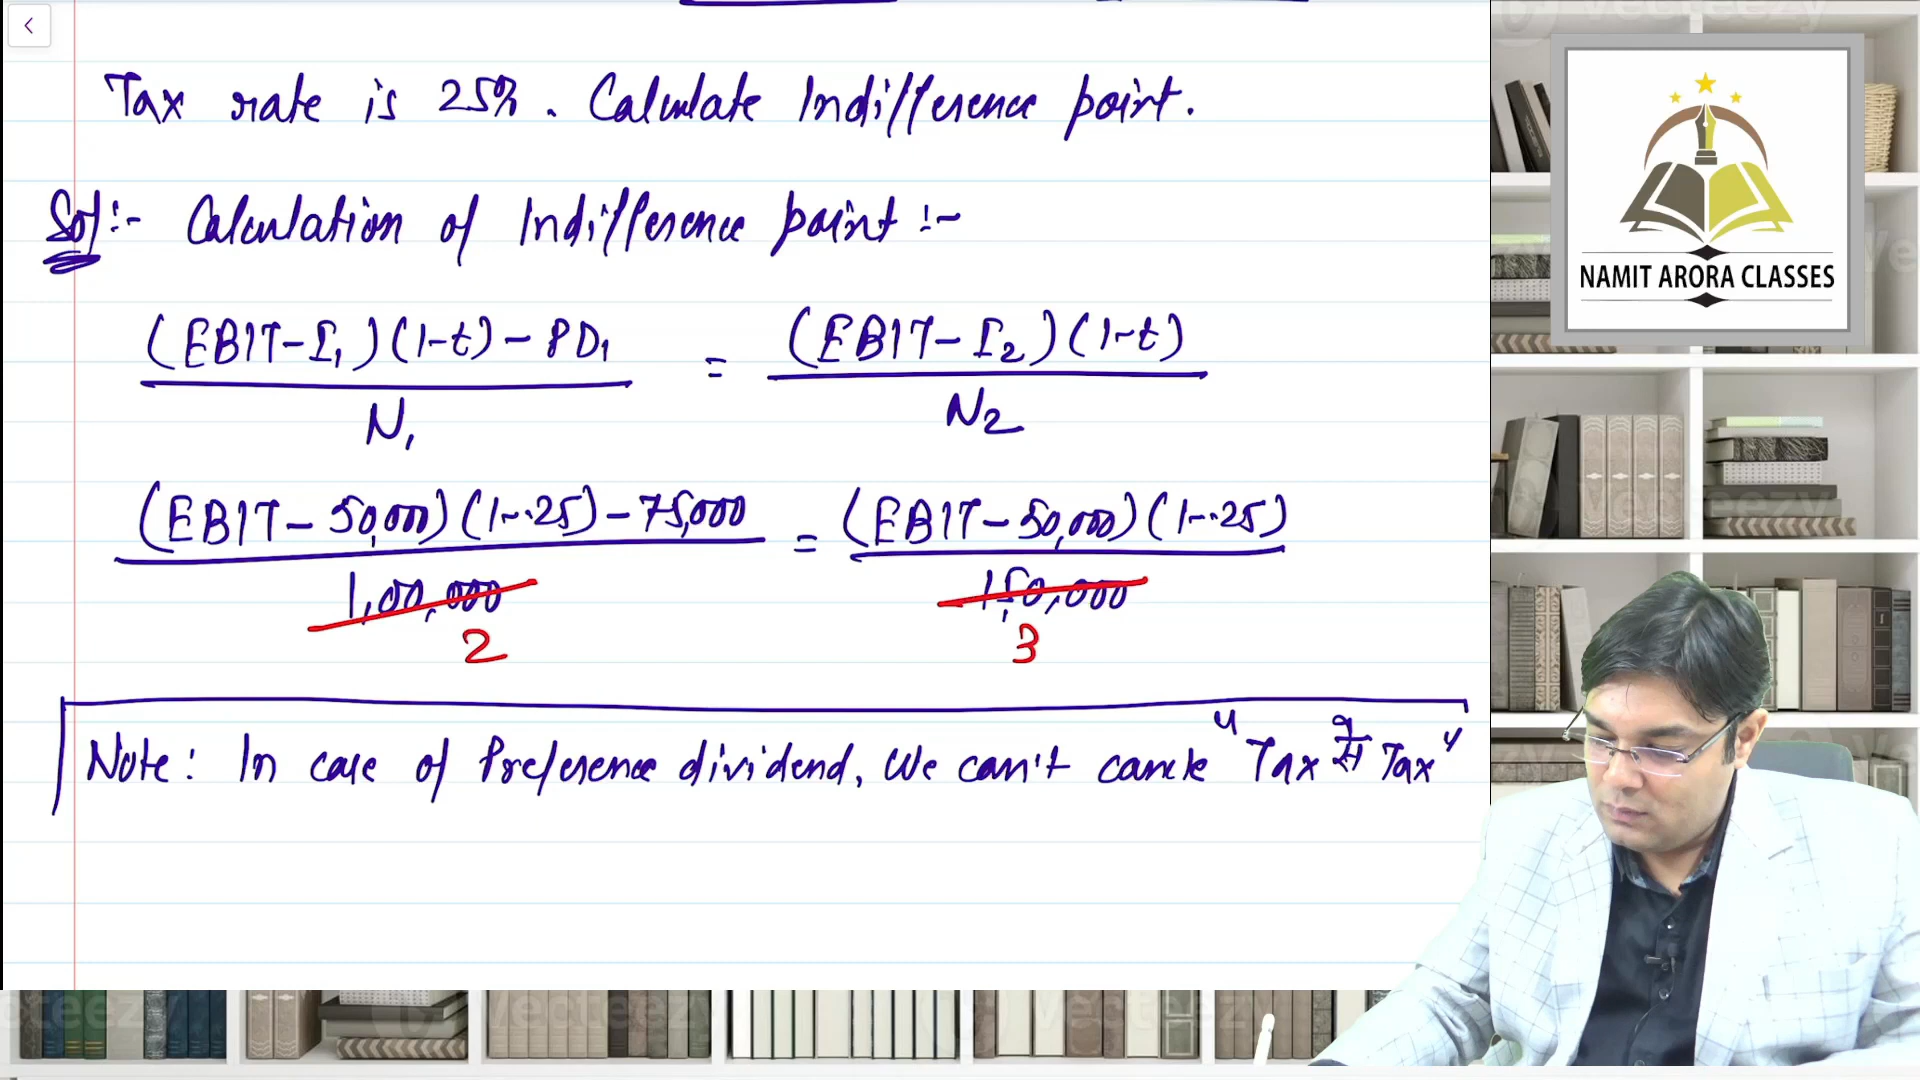 Tax rate is 25%. Calculate Indifference point.
Sol:- Calculation of Indifference point :-
(EBIT-I1)(1-t)-PD1 = (EBIT-I2)(1-t)
N1 N2
(EBIT-50,000)(1-.25)-75,000 = (EBIT-50,000)(1-.25)
1,00,000 1,50,000
2 3
Note: In case of Preference dividend, We can't cancle "Tax Tax"
NAMIT ARORA CLASSES
vecteezy